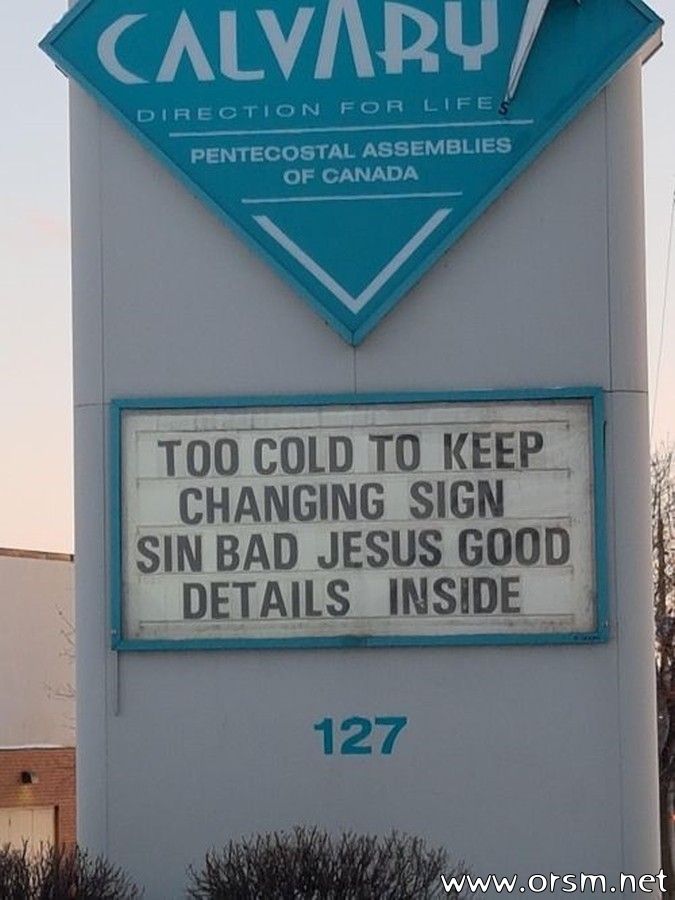 CALVARY
DIRECTION FOR LIFE
PENTECOSTAL ASSEMBLIES
OF CANADA
TOO COLD TO KEEP
CHANGING SIGN
SIN BAD JESUS GOOD
DETAILS INSIDE
127
www.orsm.net